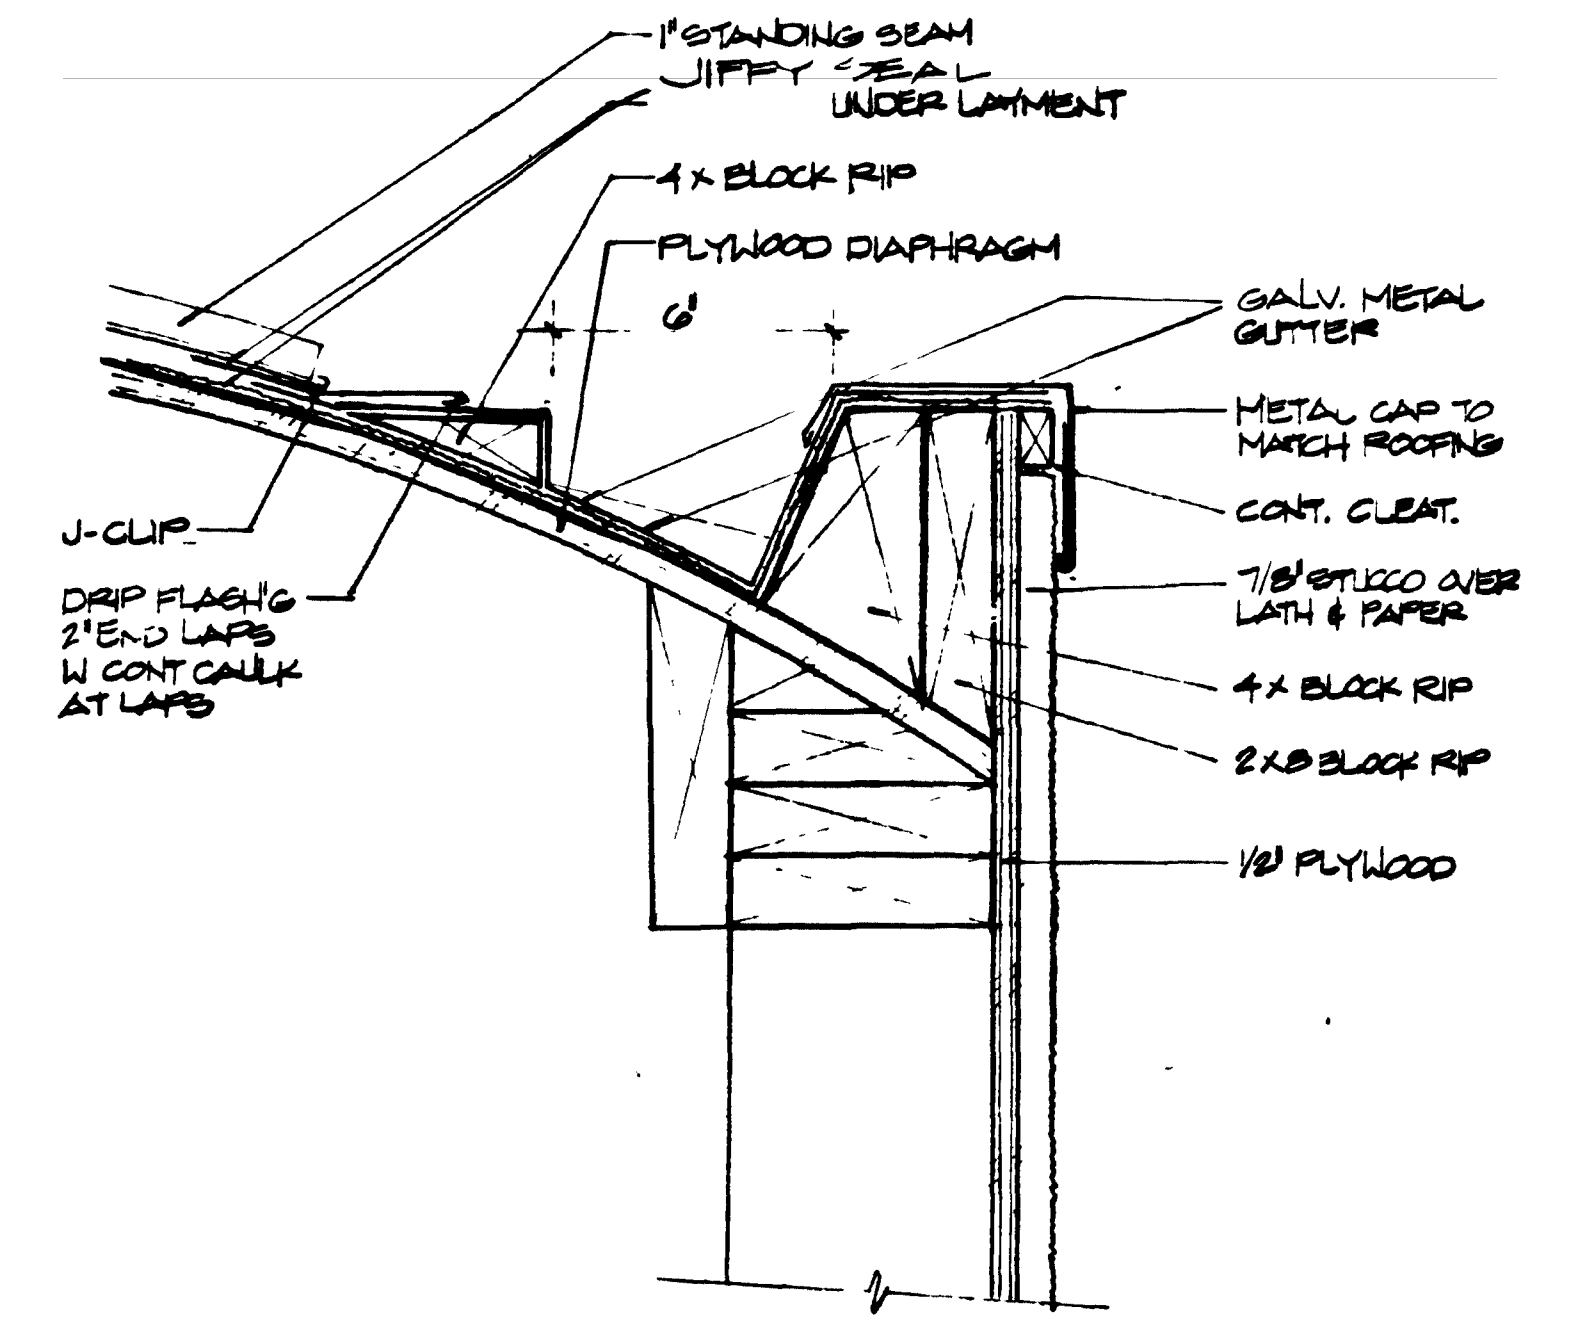 1" STANDING SEAM
JIFFY SEAL
UNDER LAYMENT
4 X BLOCK RIP
PLYWOOD DIAPHRAGM
6"
GALV. METAL
GUTTER
METAL CAP TO
MATCH ROOFING
CONT. CLEAT.
7/8" STUCCO OVER
LATH & PAPER
4 X BLOCK RIP
2 X 8 BLOCK RIP
1/2" PLYWOOD
J-CLIP
DRIP FLASH'G
2" END LAPS
W CONT CAULK
AT LAPS